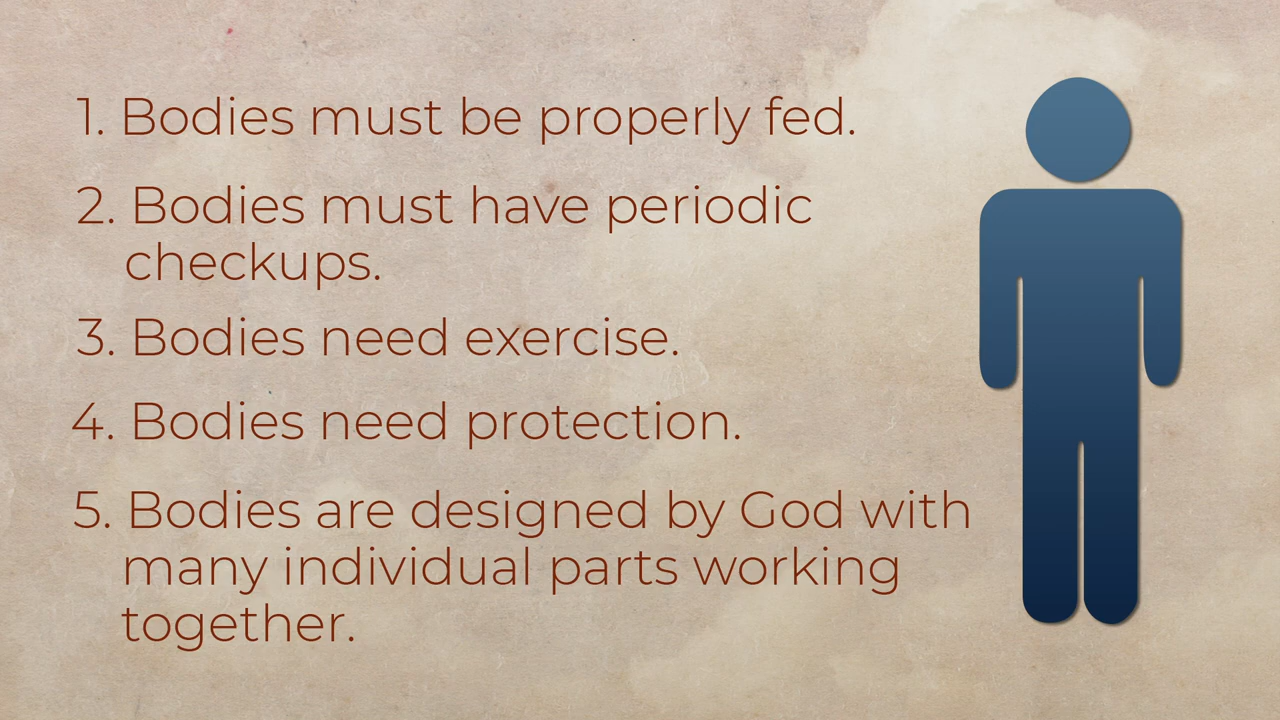 1. Bodies must be properly fed.
2. Bodies must have periodic
checkups.
3. Bodies need exercise.
4. Bodies need protection.
5. Bodies are designed by God with
many individual parts working
together.